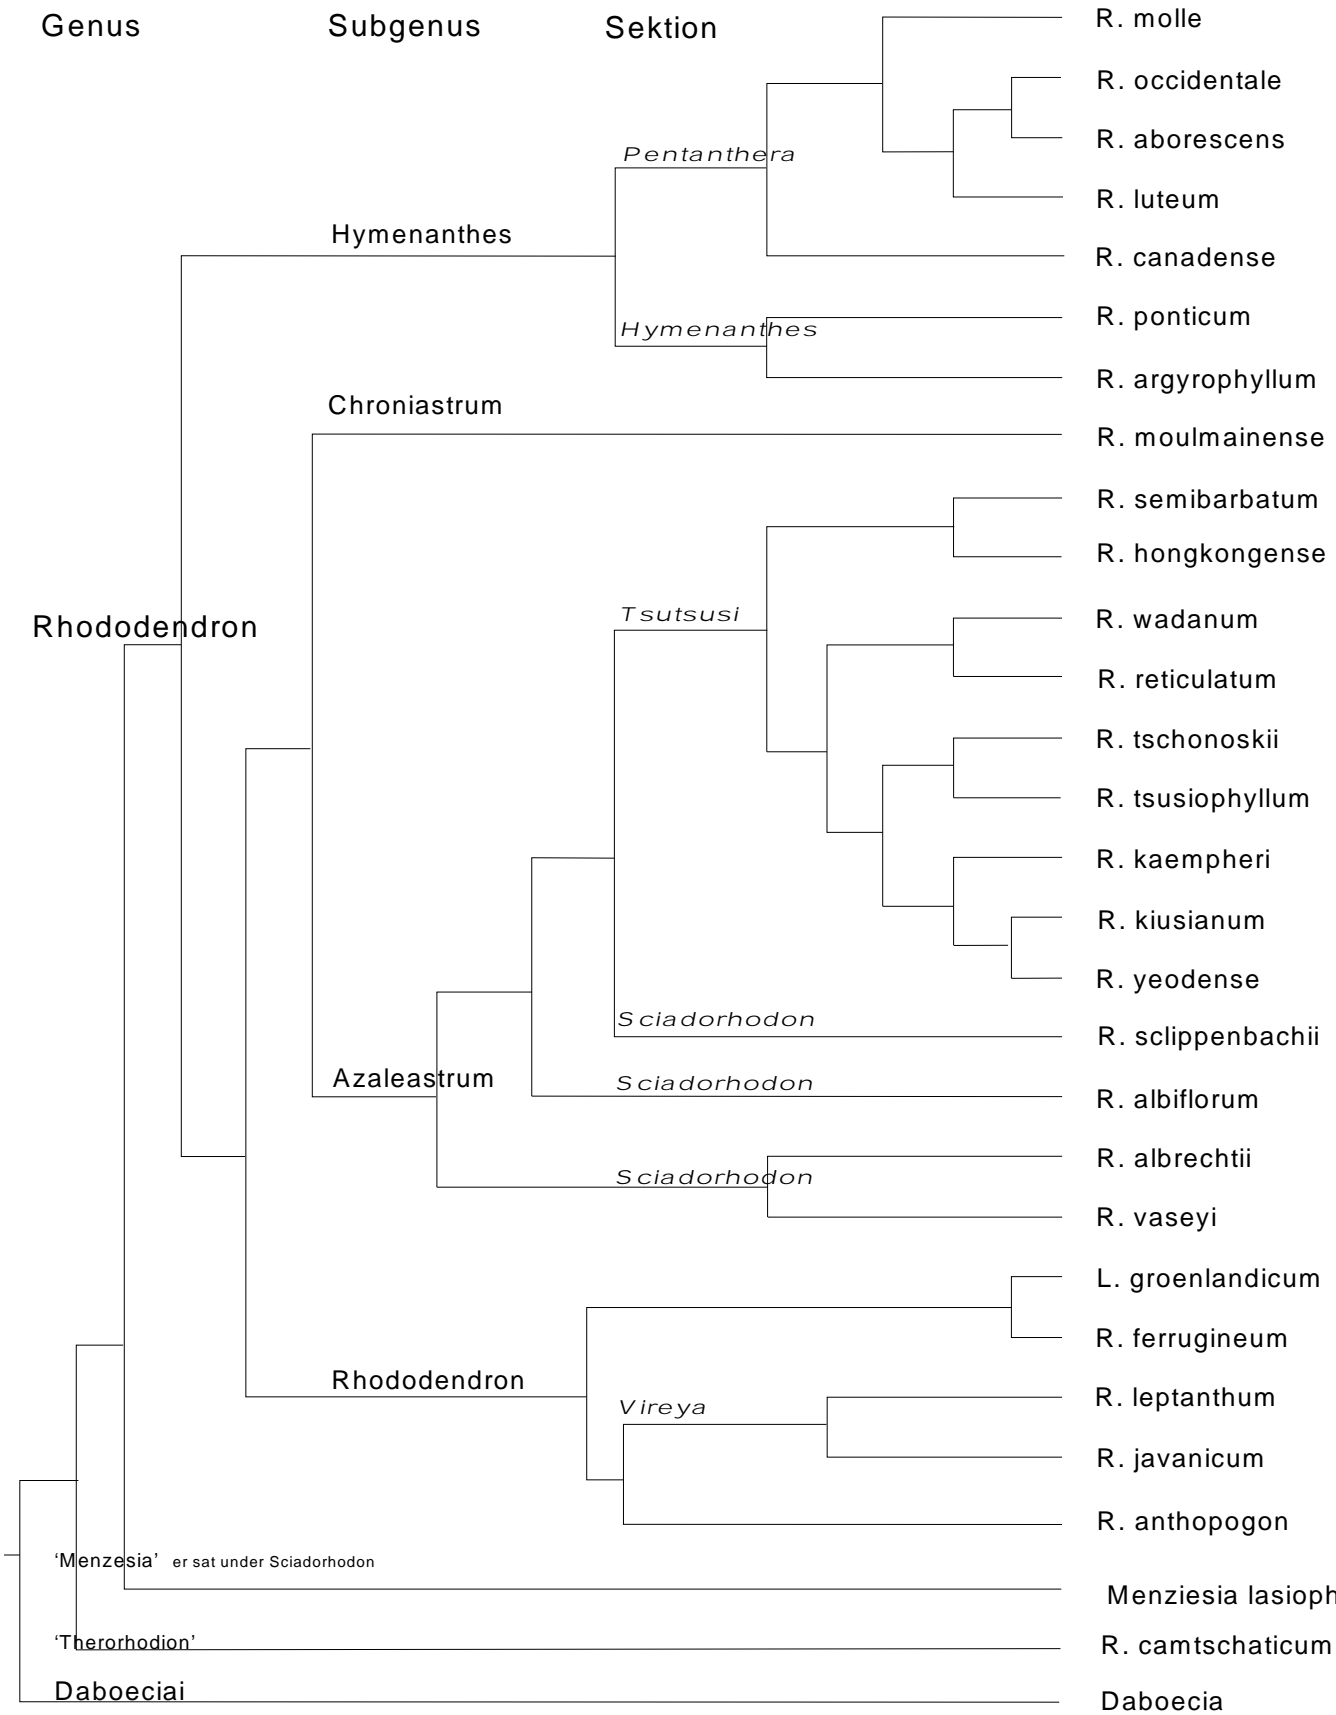 Genus Subgenus Sektion
R. molle
R. occidentale
R. aborescens
Pentanthera
R. luteum
Hymenanthes
R. canadense
R. ponticum
Hymenanthes
R. argyrophyllum
Chroniastrum
R. moulmainense
R. semibarbatum
R. hongkongense
Tsutsusi
R. wadanum
Rhododendron
R. reticulatum
R. tschonoskii
R. tsusiophyllum
R. kaempheri
R. kiusianum
R. yeodense
Sciadorhodon
R. sclippenbachii
Azaleastrum
Sciadorhodon
R. albiflorum
R. albrechtii
Sciadorhodon
R. vaseyi
L. groenlandicum
R. ferrugineum
Rhododendron
R. leptanthum
Vireya
R. javanicum
R. anthopogon
‘Menzesia’ er sat under Sciadorhodon
Menziesia lasioph
‘Therorhodion’
R. camtschaticum
Daboeciai
Daboecia